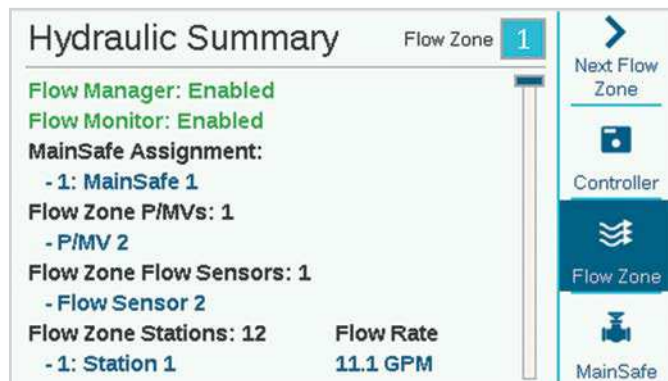 Hydraulic Summary
Flow Zone 1
Flow Manager: Enabled
Flow Monitor: Enabled
MainSafe Assignment:
- 1: MainSafe 1
Flow Zone P/MVs: 1
- P/MV 2
Flow Zone Flow Sensors: 1
- Flow Sensor 2
Flow Zone Stations: 12 Flow Rate
- 1: Station 1 11.1 GPM
Next Flow
Zone
Controller
Flow Zone
MainSafe